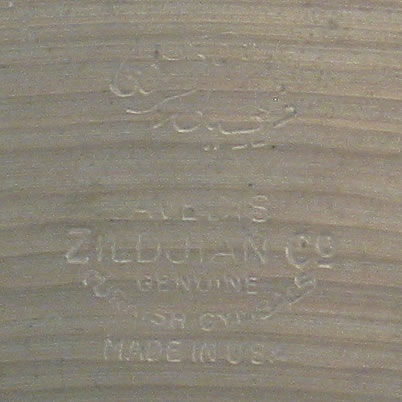 AVEDIS
ZILDJIAN Co
GENUINE
TURKISH CYMBALS
MADE IN U.S.A.